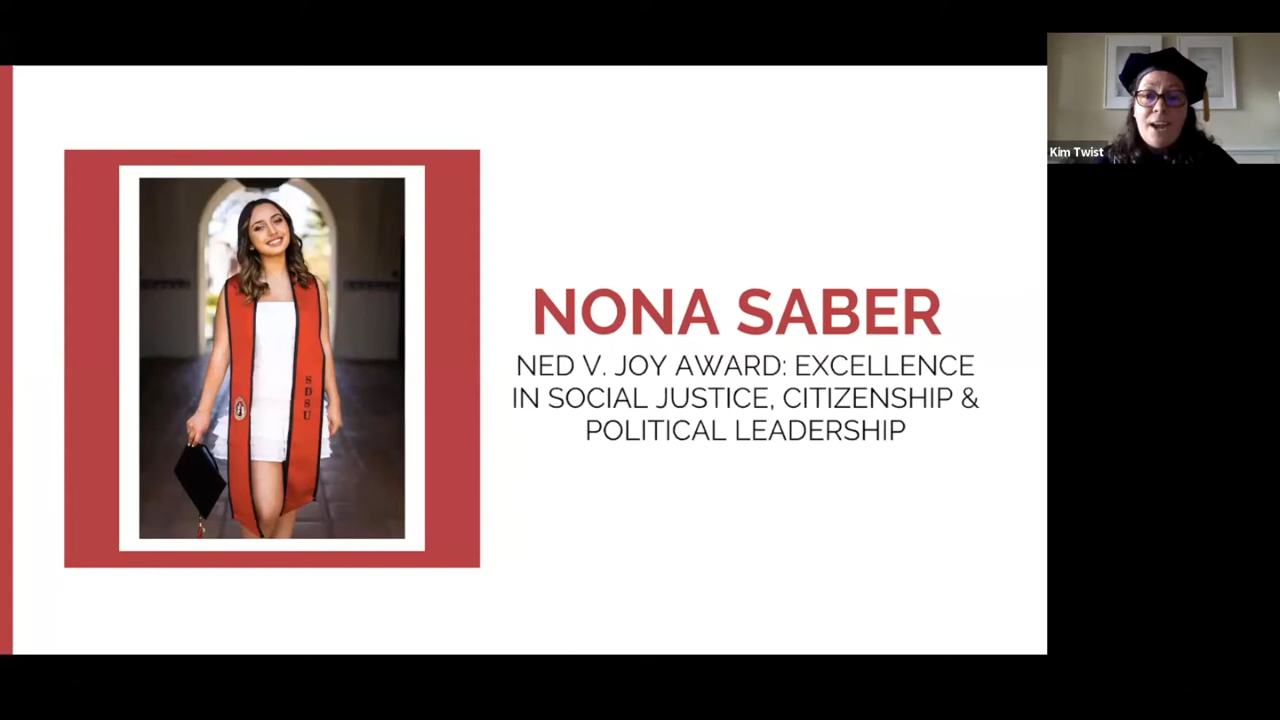 NONA SABER
NED V. JOY AWARD: EXCELLENCE
IN SOCIAL JUSTICE, CITIZENSHIP &
POLITICAL LEADERSHIP
SDSU
Kim Twist